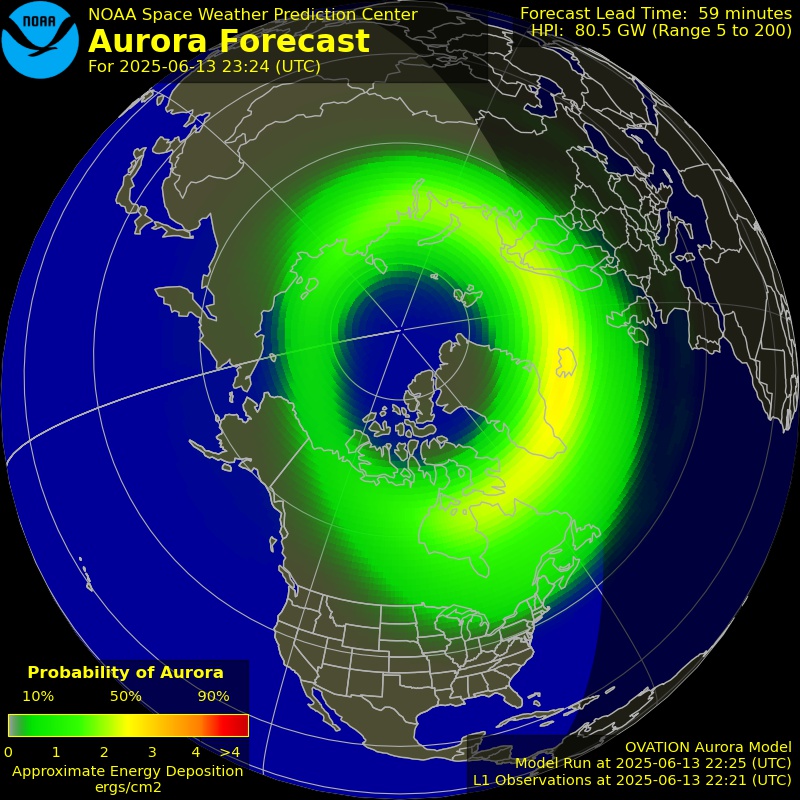 NOAA
NOAA Space Weather Prediction Center
Aurora Forecast
For 2025-06-13 23:24 (UTC)
Forecast Lead Time: 59 minutes
HPI: 80.5 GW (Range 5 to 200)
Probability of Aurora
10% 50% 90%
0 1 2 3 4 >4
Approximate Energy Deposition
ergs/cm2
OVATION Aurora Model
Model Run at 2025-06-13 22:25 (UTC)
L1 Observations at 2025-06-13 22:21 (UTC)